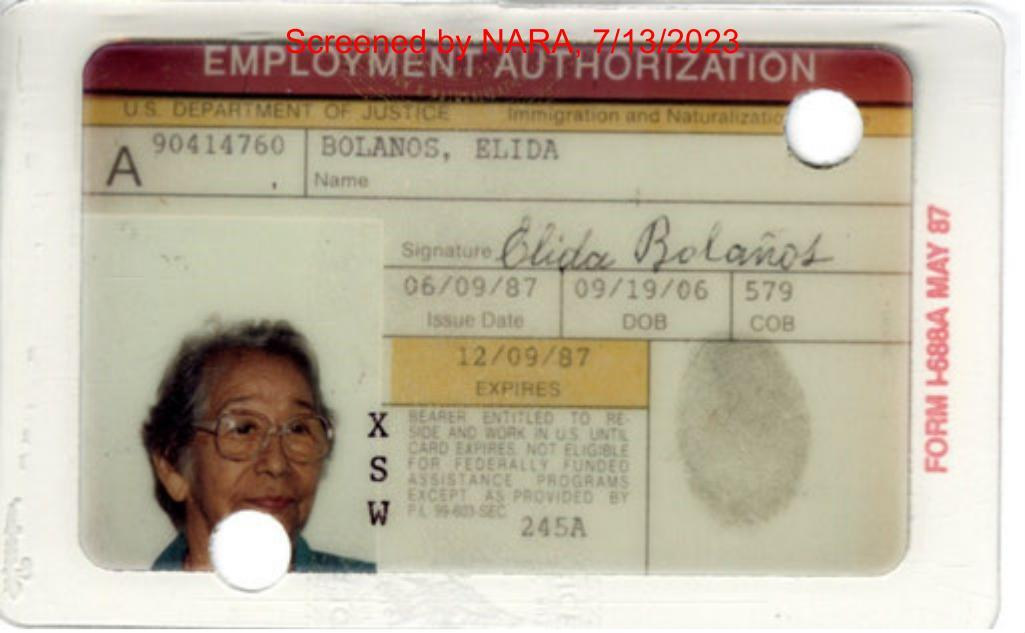 Screened by NARA, 7/13/2023
EMPLOYMENT AUTHORIZATION
U.S. DEPARTMENT OF JUSTICE Immigration and
A 90414760 BOLANOS, ELIDA
Name
Signature Elida Bolaños
06/09/87 09/19/06 579
Issue Date DOB COB
12/09/87
EXPIRES
X
S
W
BEARER ENTITLED TO RE-
SIDE AND WORK IN U.S. UNTIL
CARD EXPIRES. NOT ELIGIBLE
FOR FEDERALLY FUNDED
ASSISTANCE PROGRAMS
EXCEPT AS PROVIDED BY
P.L. 99-603-SEC.
245A
FORM I-688A MAY 87